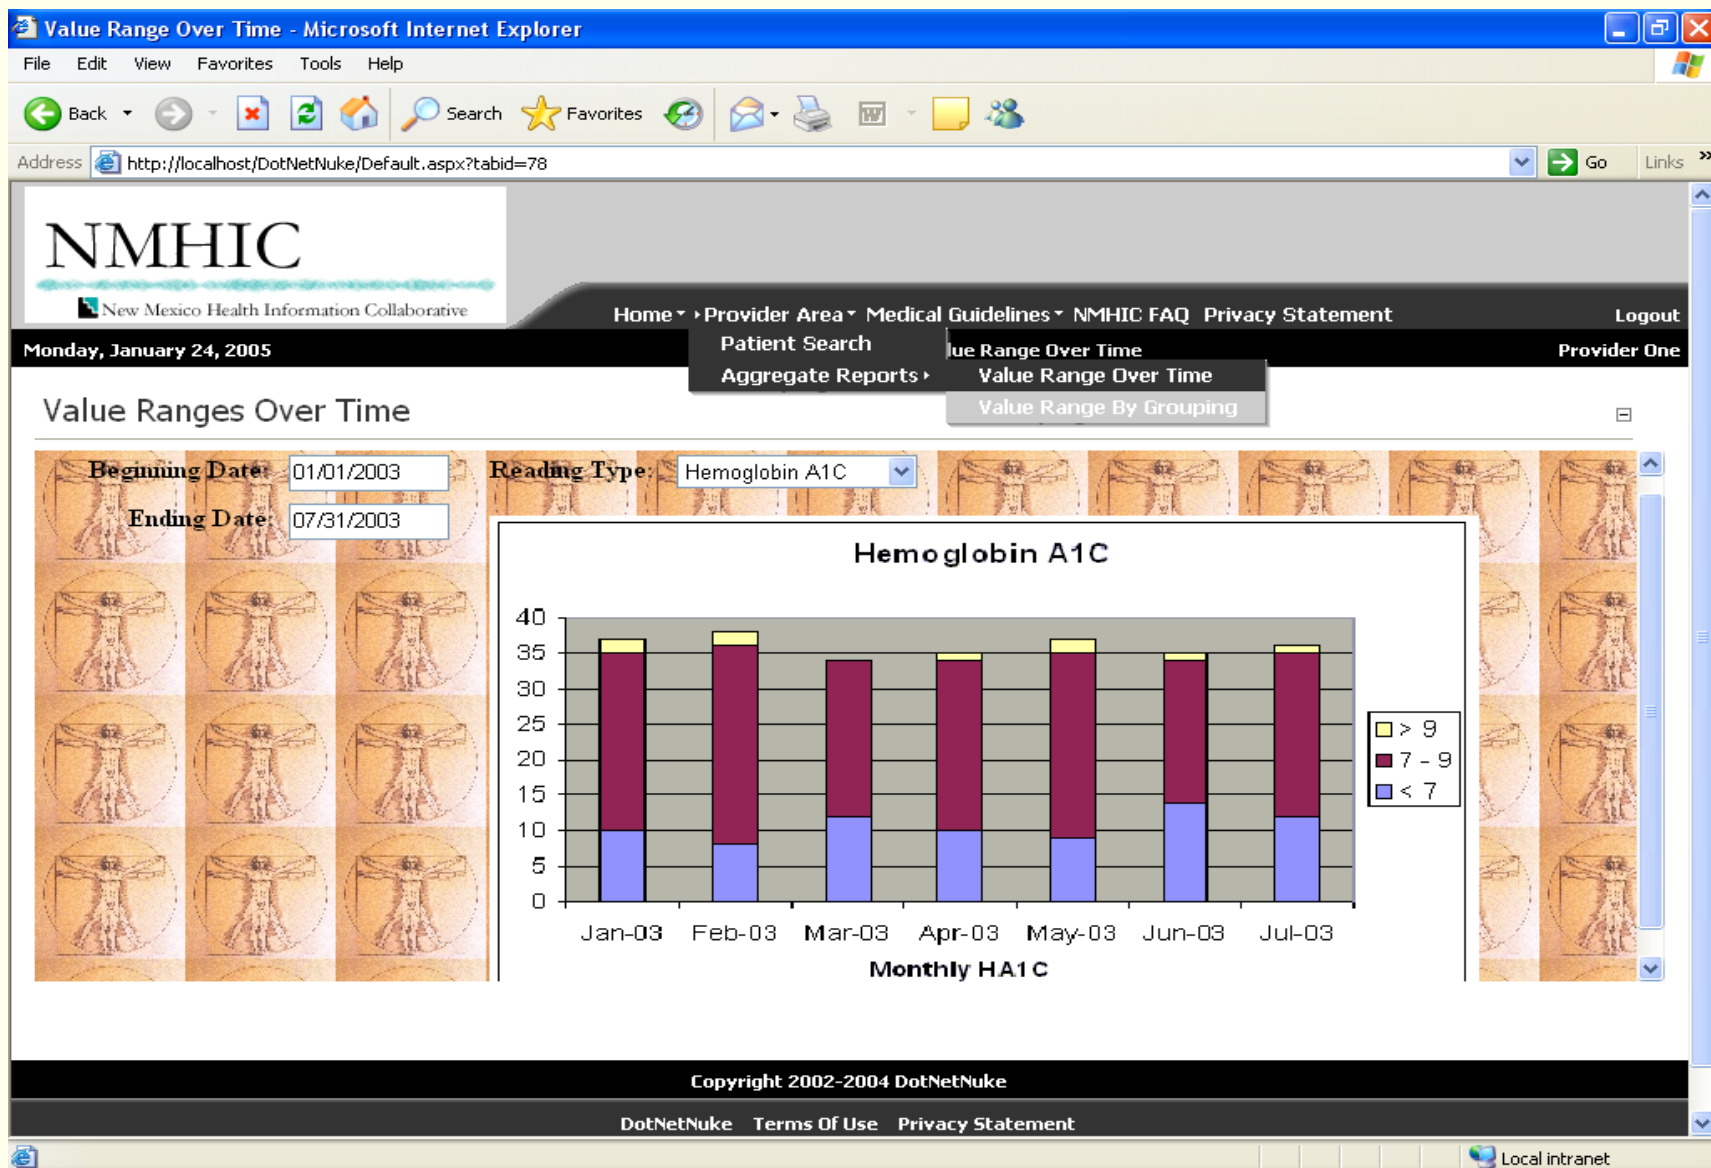 Value Range Over Time - Microsoft Internet Explorer
File Edit View Favorites Tools Help
Back Search Favorites
Address http://localhost/DotNetNuke/Default.aspx?tabid=78 Go Links »
NMHIC
New Mexico Health Information Collaborative
Home Provider Area Medical Guidelines NMHIC FAQ Privacy Statement Logout
Monday, January 24, 2005 Patient Search lue Range Over Time Provider One
Aggregate Reports Value Range Over Time
Value Range By Grouping
Value Ranges Over Time
Beginning Date: 01/01/2003 Reading Type: Hemoglobin A1C
Ending Date: 07/31/2003
Hemoglobin A1C
40
35
30
25
20
15
10
5
0
> 9
7 - 9
< 7
Jan-03 Feb-03 Mar-03 Apr-03 May-03 Jun-03 Jul-03
Monthly HA1C
Copyright 2002-2004 DotNetNuke
DotNetNuke Terms Of Use Privacy Statement
Local intranet